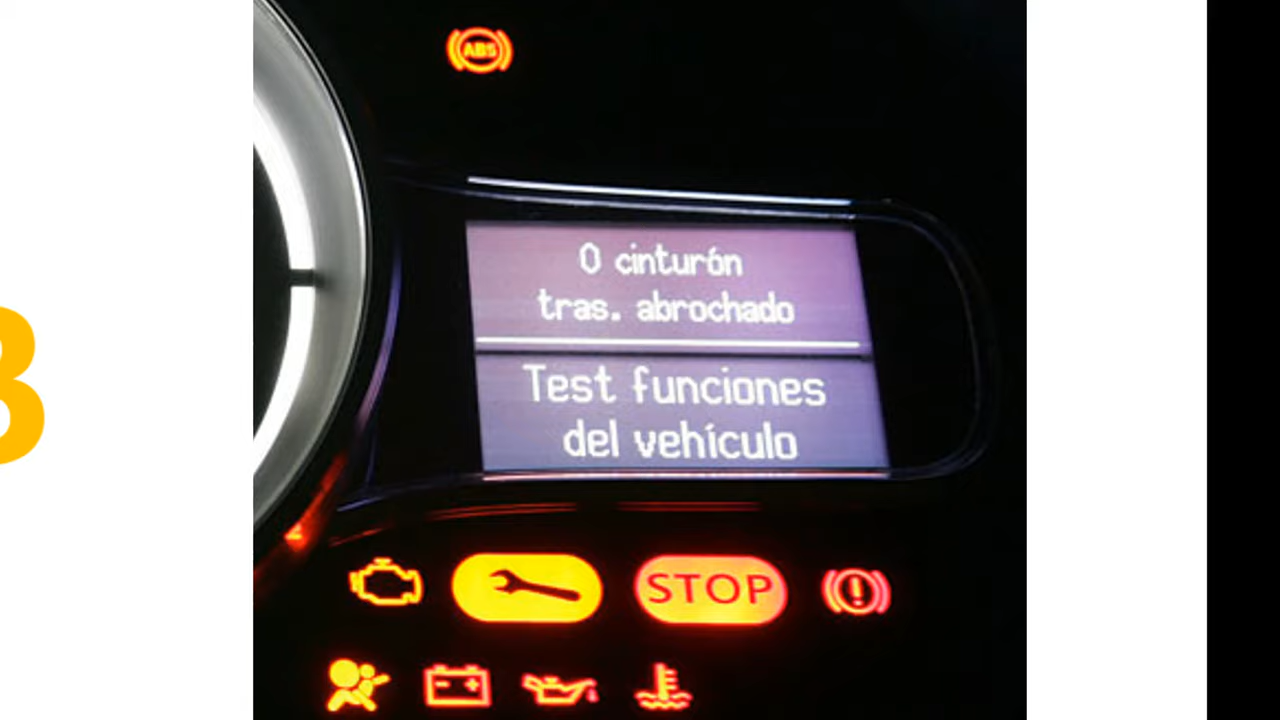 ABS
0 cinturón
tras. abrochado
Test funciones
del vehículo
STOP